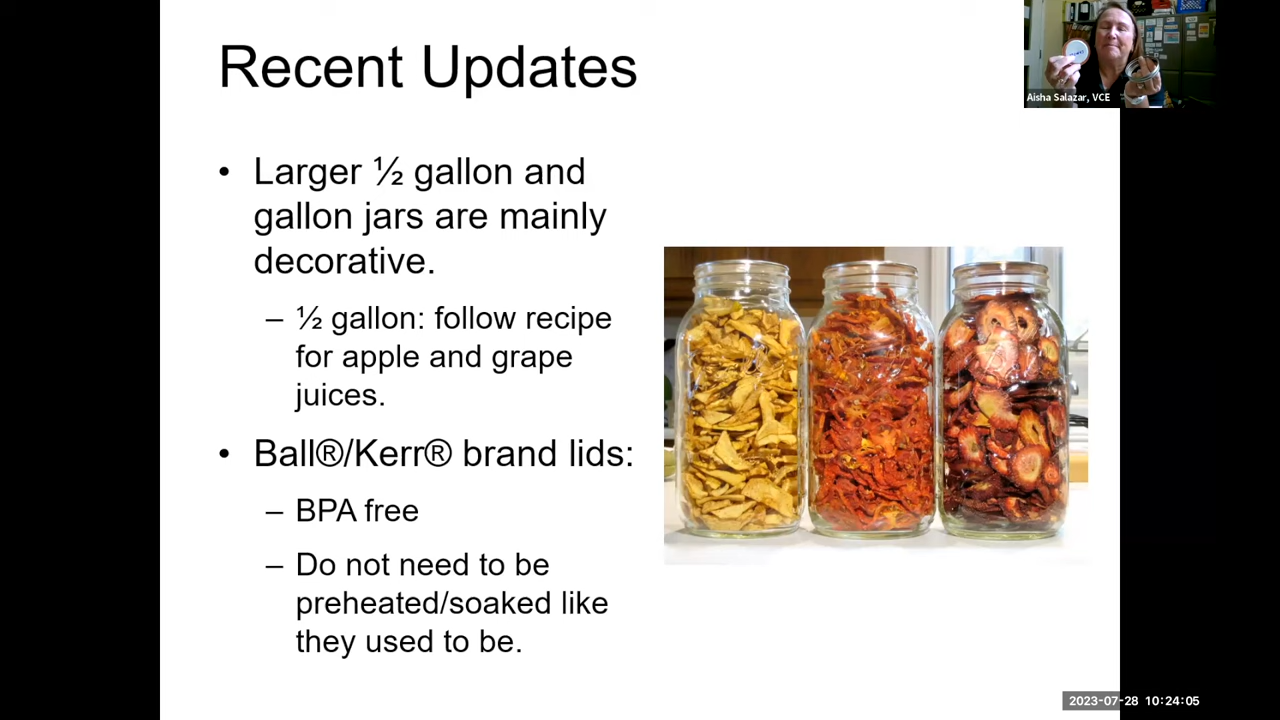 Recent Updates
Aisha Salazar, VCE
• Larger ½ gallon and
gallon jars are mainly
decorative.
– ½ gallon: follow recipe
for apple and grape
juices.
• Ball®/Kerr® brand lids:
– BPA free
– Do not need to be
preheated/soaked like
they used to be.
2023-07-28 10:24:05